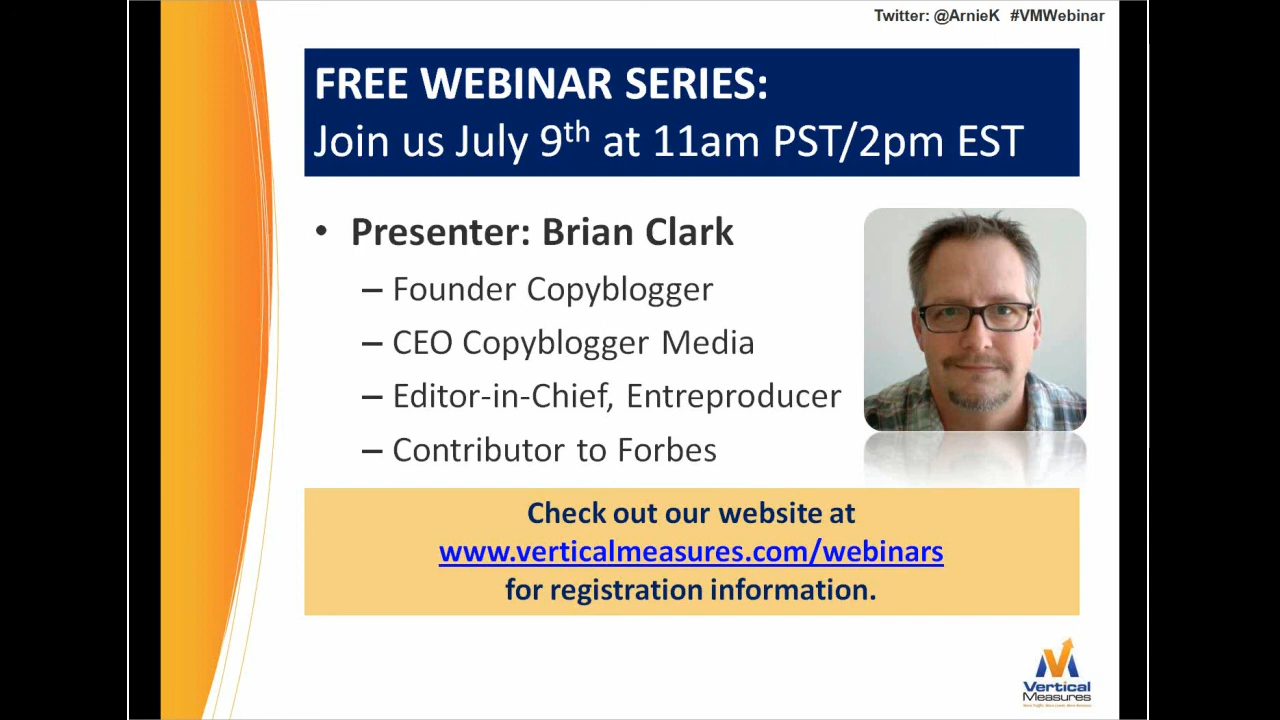 Twitter: @ArnieK #VMWebinar
FREE WEBINAR SERIES:
Join us July 9th at 11am PST/2pm EST
• Presenter: Brian Clark
– Founder Copyblogger
– CEO Copyblogger Media
– Editor-in-Chief, Entreproducer
– Contributor to Forbes
Check out our website at
www.verticalmeasures.com/webinars
for registration information.
Vertical
Measures